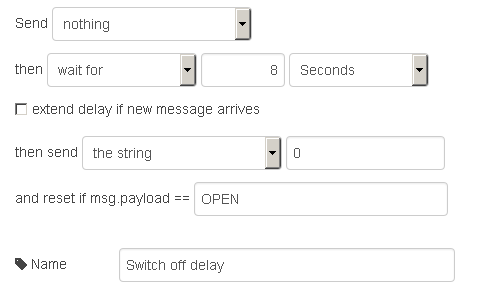 Send nothing
then wait for 8 Seconds
extend delay if new message arrives
then send the string 0
and reset if msg.payload == OPEN
Name Switch off delay